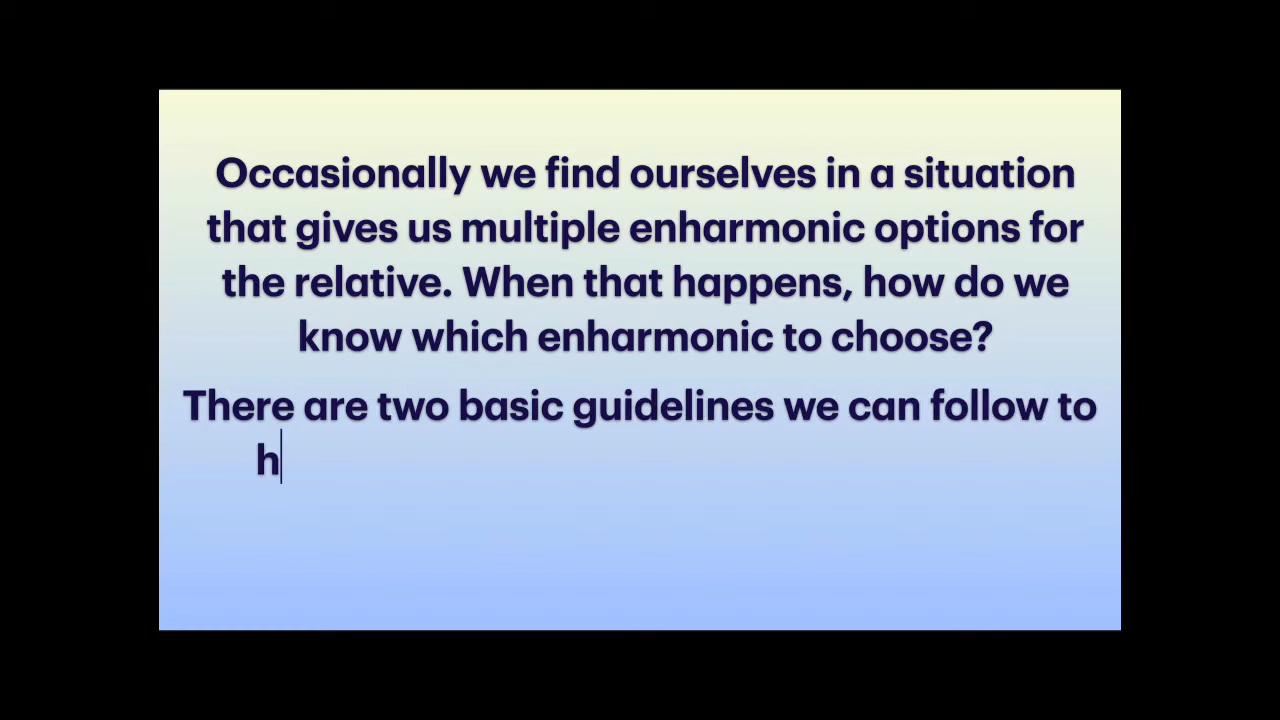 Occasionally we find ourselves in a situation
that gives us multiple enharmonic options for
the relative. When that happens, how do we
know which enharmonic to choose?
There are two basic guidelines we can follow to
h